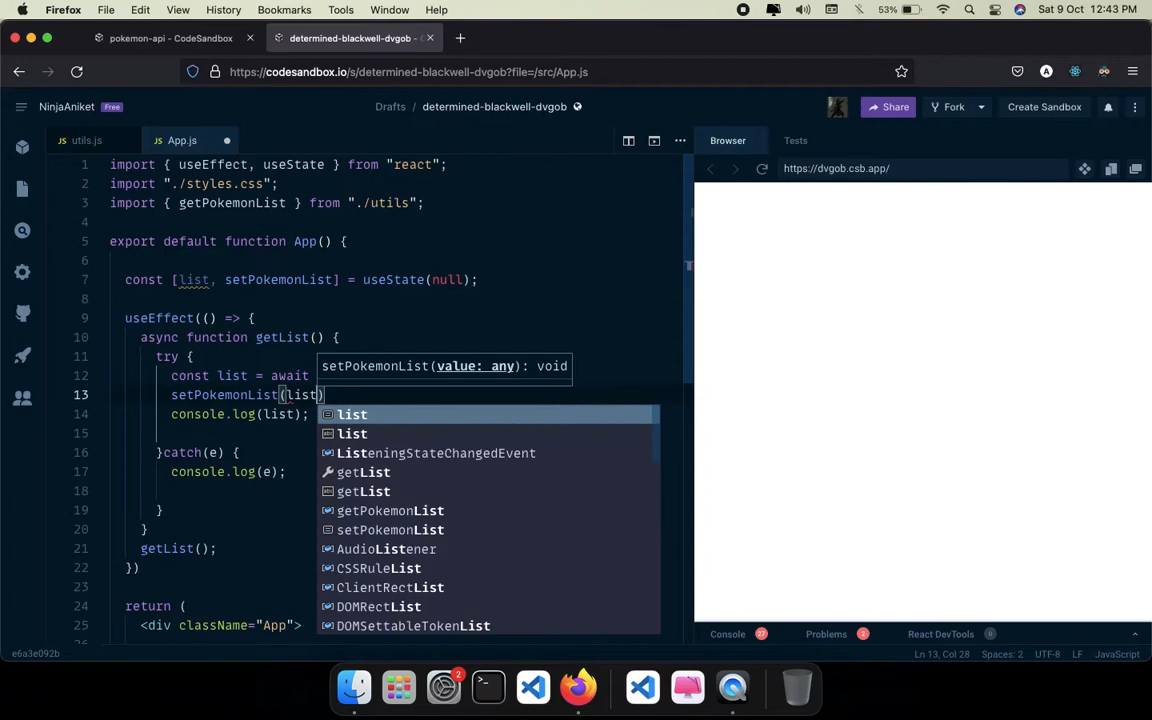 Firefox File Edit View History Bookmarks Tools Window Help 53% Sat 9 Oct 12:43 PM
pokemon-api - CodeSandbox determined-blackwell-dvgob -
https://codesandbox.io/s/determined-blackwell-dvgob?file=/src/App.js
NinjaAniket Free Drafts / determined-blackwell-dvgob Share Fork Create Sandbox
JS utils.js JS App.js Browser Tests
https://dvgob.csb.app/
1 import { useEffect, useState } from "react";
2 import "./styles.css";
3 import { getPokemonList } from "./utils";
4
5 export default function App() {
6
7 const [list, setPokemonList] = useState(null);
8
9 useEffect(() => {
10 async function getList() {
11 try {
setPokemonList(value: any): void
12 const list = await
13 setPokemonList(list)
14 console.log(list);
15
16 }catch(e) {
17 console.log(e);
18
19 }
20 }
21 getList();
22 })
23
24 return (
25 <div className="App">
26
list
list
ListeningStateChangedEvent
getList
getList
getPokemonList
setPokemonList
AudioListener
CSSRuleList
ClientRectList
DOMRectList
DOMSettableTokenList
Console 27 Problems 2 React DevTools 0
e6a3e092b Ln 13, Col 28 Spaces: 2 UTF-8 LF JavaScript
2